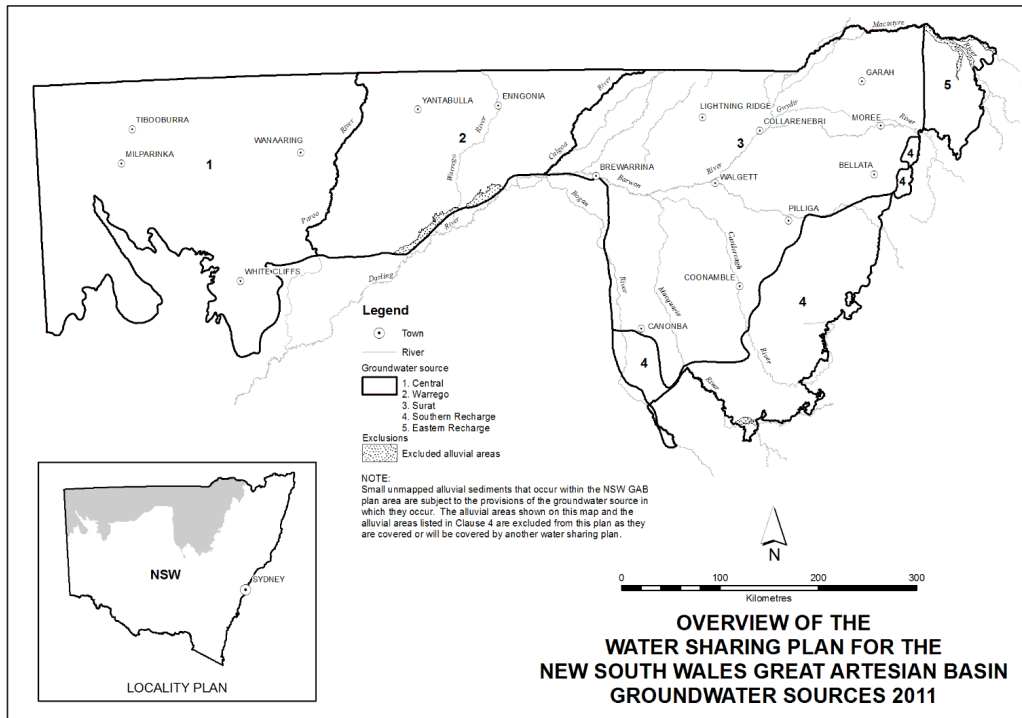 Macintyre
River
GARAH
5
River
River
YANTABULLA
ENNGONIA
LIGHTNING RIDGE
Gwydir
River
TIBOOBURRA
COLLARENEBRI
MOREE
WANAARING
2
River
Culgoa
3
4
MILPARINKA
1
Warrego
BREWARRINA
River
BELLATA
4
Barwon
WALGETT
Bogan
PILLIGA
Paroo
River
Castlereagh
WHITE CLIFFS
Darling
River
Macquarie
COONAMBLE
4
CANONBA
River
4
River
Legend
Town
River
Groundwater source
1. Central
2. Warrego
3. Surat
4. Southern Recharge
5. Eastern Recharge
Exclusions
Excluded alluvial areas
NOTE:
Small unmapped alluvial sediments that occur within the NSW GAB
plan area are subject to the provisions of the groundwater source in
which they occur. The alluvial areas shown on this map and the
alluvial areas listed in Clause 4 are excluded from this plan as they
are covered or will be covered by another water sharing plan.
N
0 100 200 300
Kilometres
NSW
SYDNEY
LOCALITY PLAN
OVERVIEW OF THE
WATER SHARING PLAN FOR THE
NEW SOUTH WALES GREAT ARTESIAN BASIN
GROUNDWATER SOURCES 2011